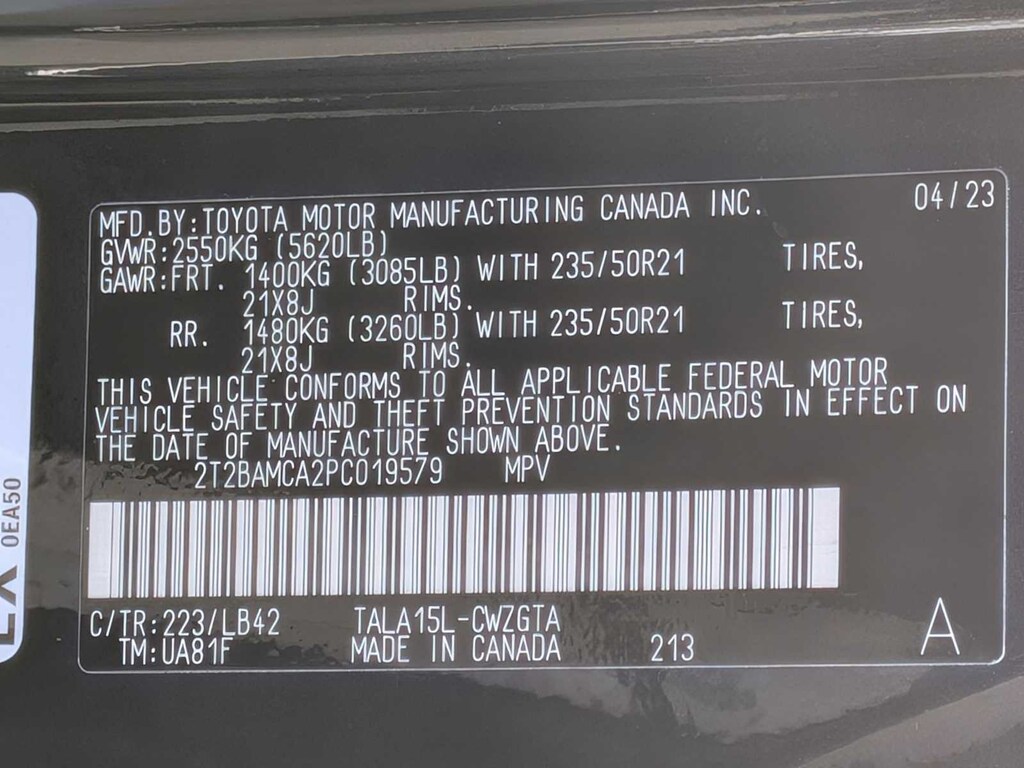 MFD.BY:TOYOTA MOTOR MANUFACTURING CANADA INC. 04/23
GVWR:2550KG (5620LB)
GAWR:FRT. 1400KG (3085LB) WITH 235/50R21 TIRES,
21X8J RIMS.
RR. 1480KG (3260LB) WITH 235/50R21 TIRES,
21X8J RIMS.
THIS VEHICLE CONFORMS TO ALL APPLICABLE FEDERAL MOTOR
VEHICLE SAFETY AND THEFT PREVENTION STANDARDS IN EFFECT ON
THE DATE OF MANUFACTURE SHOWN ABOVE.
2T2BAMCA2PC019579 MPV
C/TR:223/LB42 TALA15L-CWZGTA
TM:UA81F MADE IN CANADA 213 A
0EA50